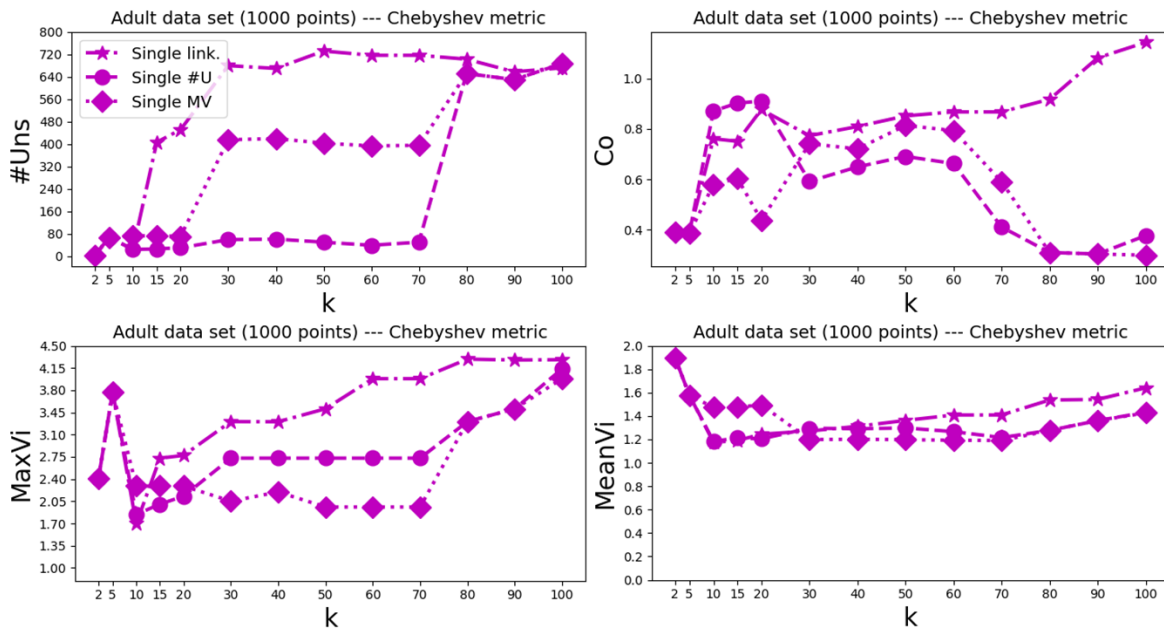 Adult data set (1000 points) --- Chebyshev metric
800
720
640
560
480
400
320
240
160
80
0
#Uns
Single link.
Single #U
Single MV
2 5 10 15 20 30 40 50 60 70 80 90 100
k
Adult data set (1000 points) --- Chebyshev metric
1.0
0.8
0.6
0.4
Co
2 5 10 15 20 30 40 50 60 70 80 90 100
k
Adult data set (1000 points) --- Chebyshev metric
4.50
4.15
3.80
3.45
3.10
2.75
2.40
2.05
1.70
1.35
1.00
MaxVi
2 5 10 15 20 30 40 50 60 70 80 90 100
k
Adult data set (1000 points) --- Chebyshev metric
2.0
1.8
1.6
1.4
1.2
1.0
0.8
0.6
0.4
0.2
0.0
MeanVi
2 5 10 15 20 30 40 50 60 70 80 90 100
k